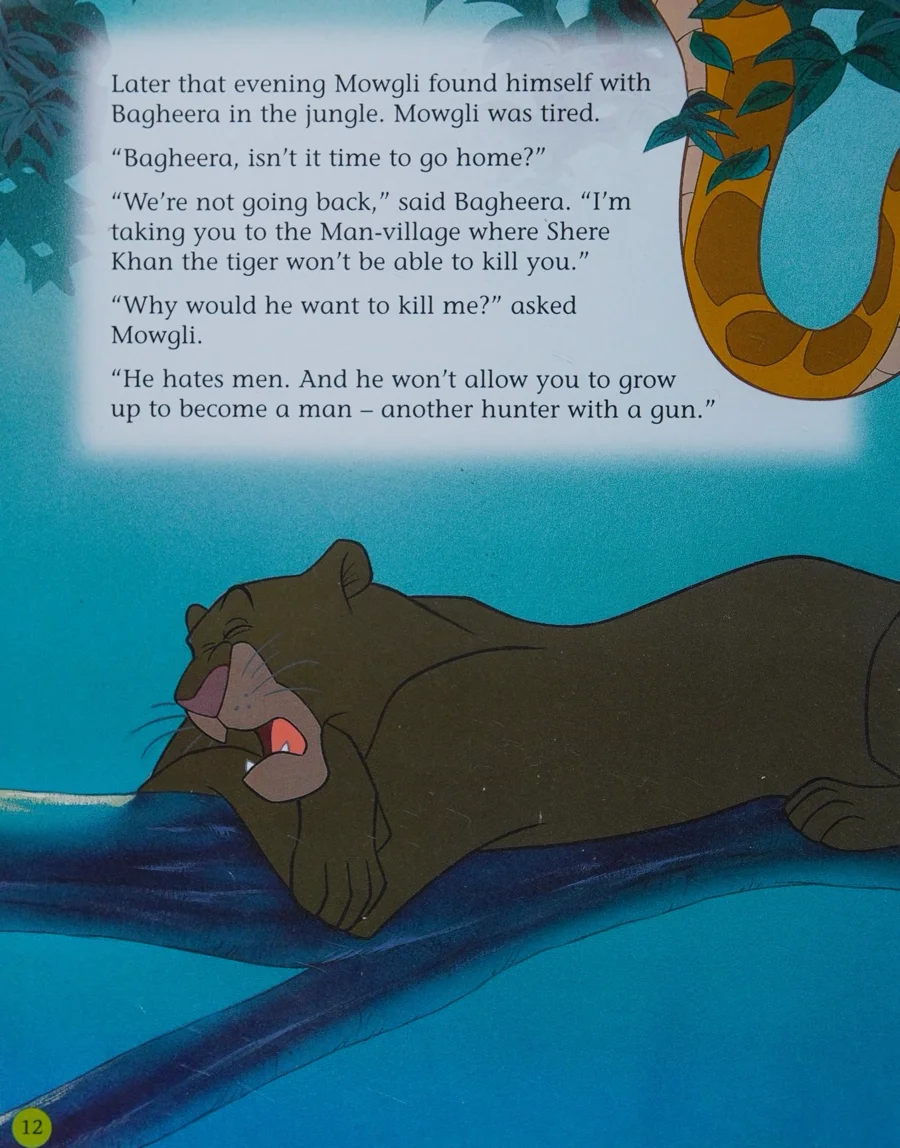 Later that evening Mowgli found himself with
Bagheera in the jungle. Mowgli was tired.
“Bagheera, isn’t it time to go home?”
“We’re not going back,” said Bagheera. “I’m
taking you to the Man-village where Shere
Khan the tiger won’t be able to kill you.”
“Why would he want to kill me?” asked
Mowgli.
“He hates men. And he won’t allow you to grow
up to become a man – another hunter with a gun.”
12